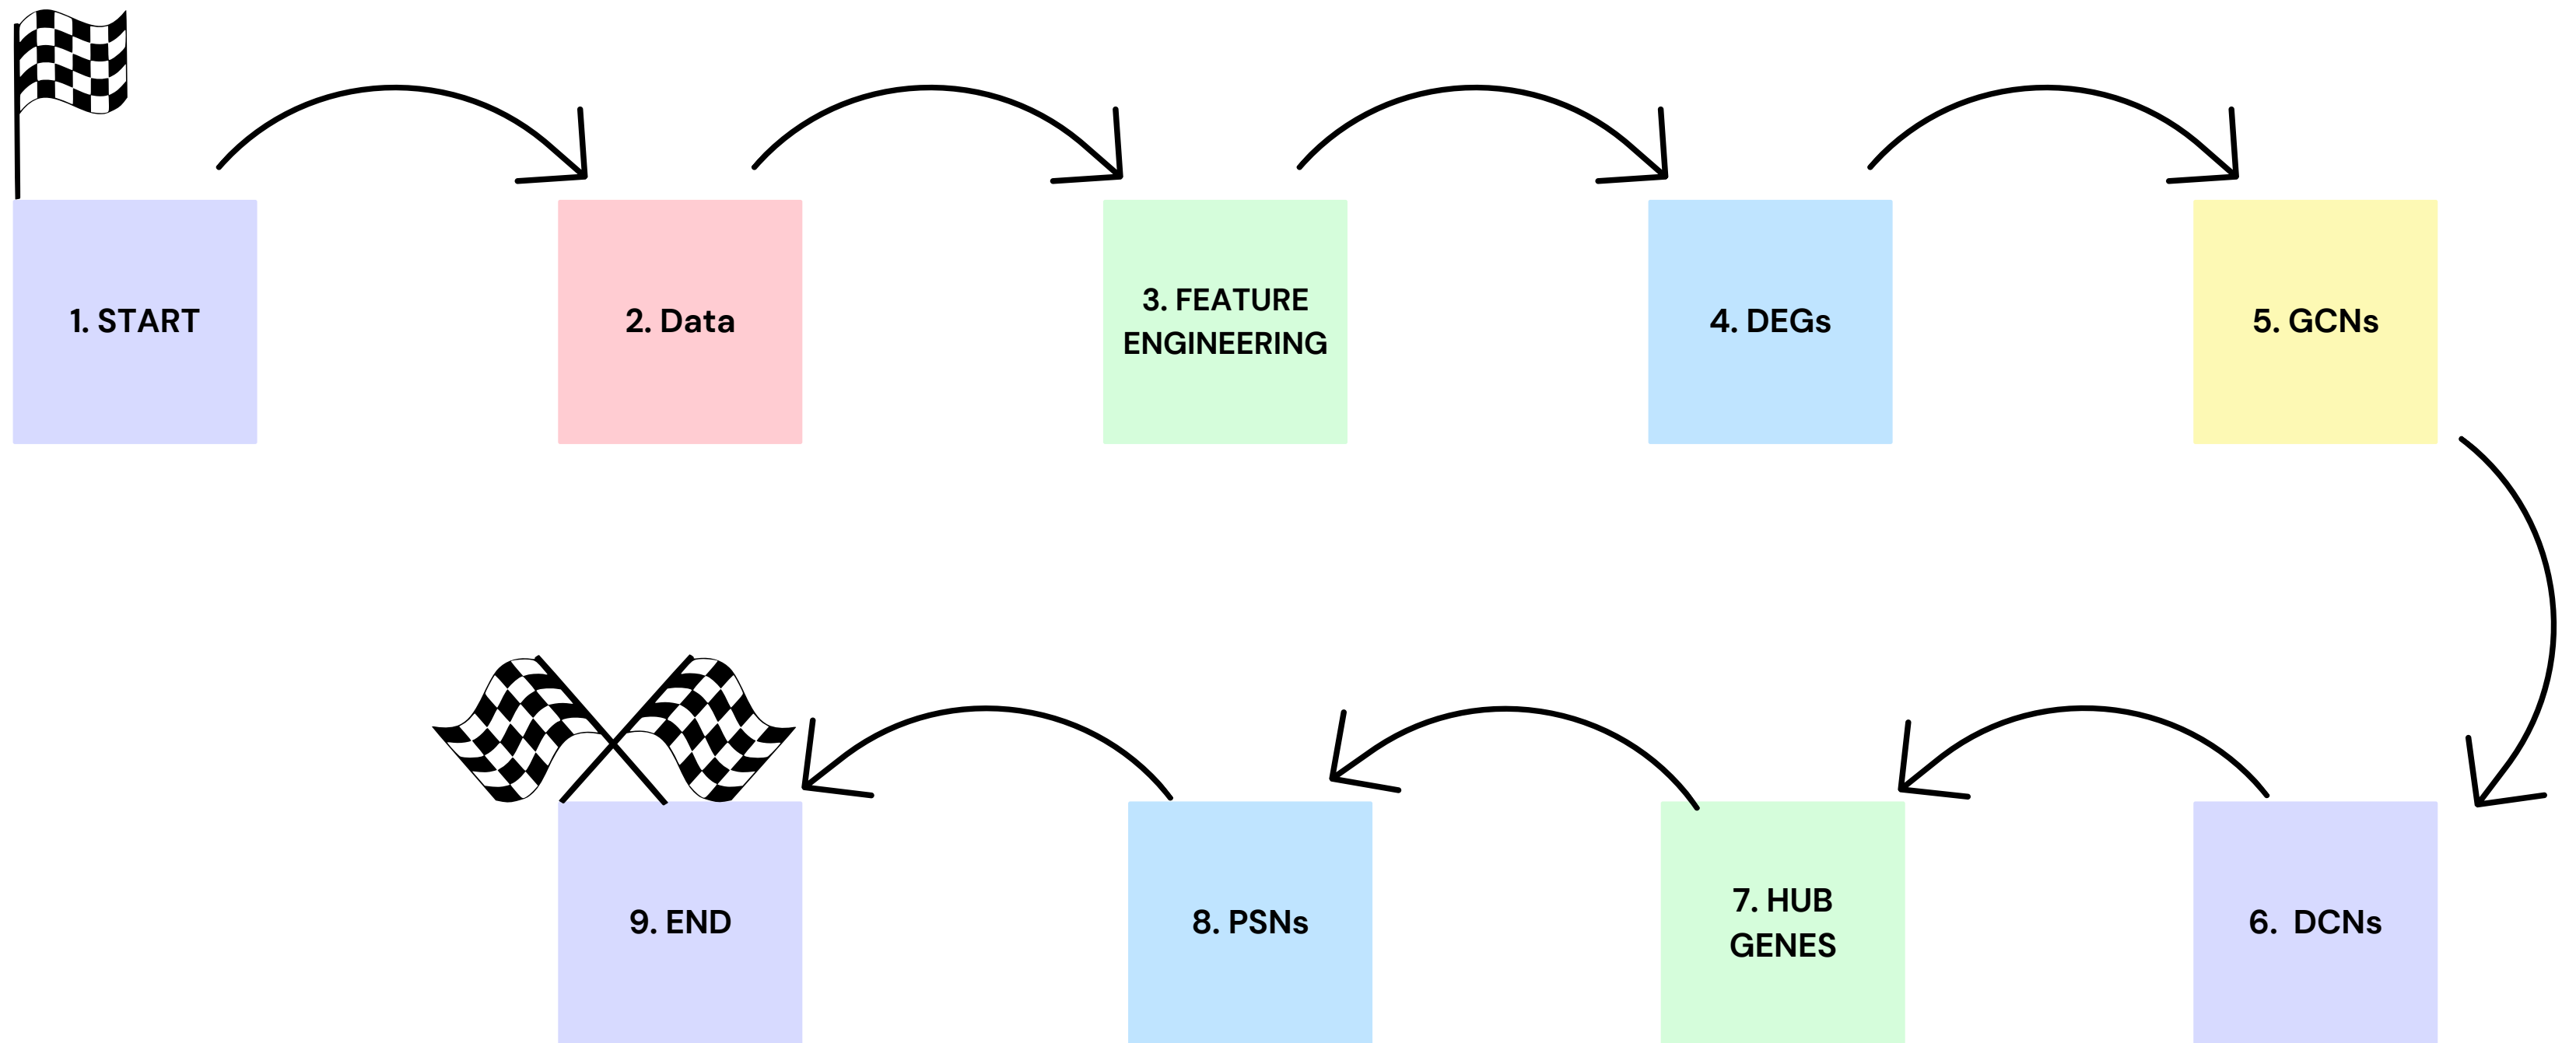 1. START
2. Data
3. FEATURE
ENGINEERING
4. DEGs
5. GCNs
6.  DCNs
7. HUB
GENES
8. PSNs
9. END